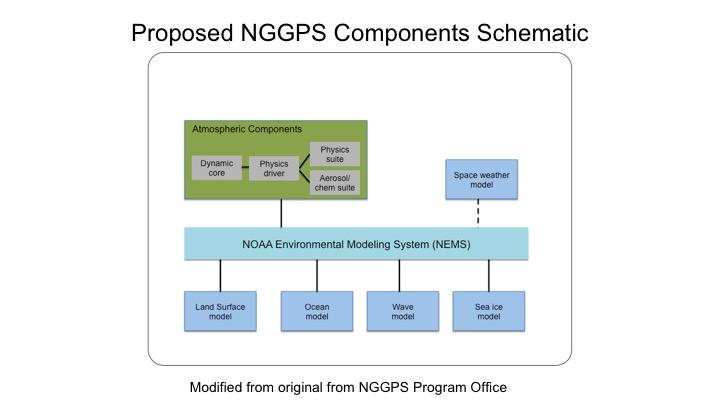 Proposed NGGPS Components Schematic
Atmospheric Components
Dynamic
core
Physics
driver
Physics
suite
Aerosol/
chem suite
Space weather
model
NOAA Environmental Modeling System (NEMS)
Land Surface
model
Ocean
model
Wave
model
Sea ice
model
Modified from original from NGGPS Program Office